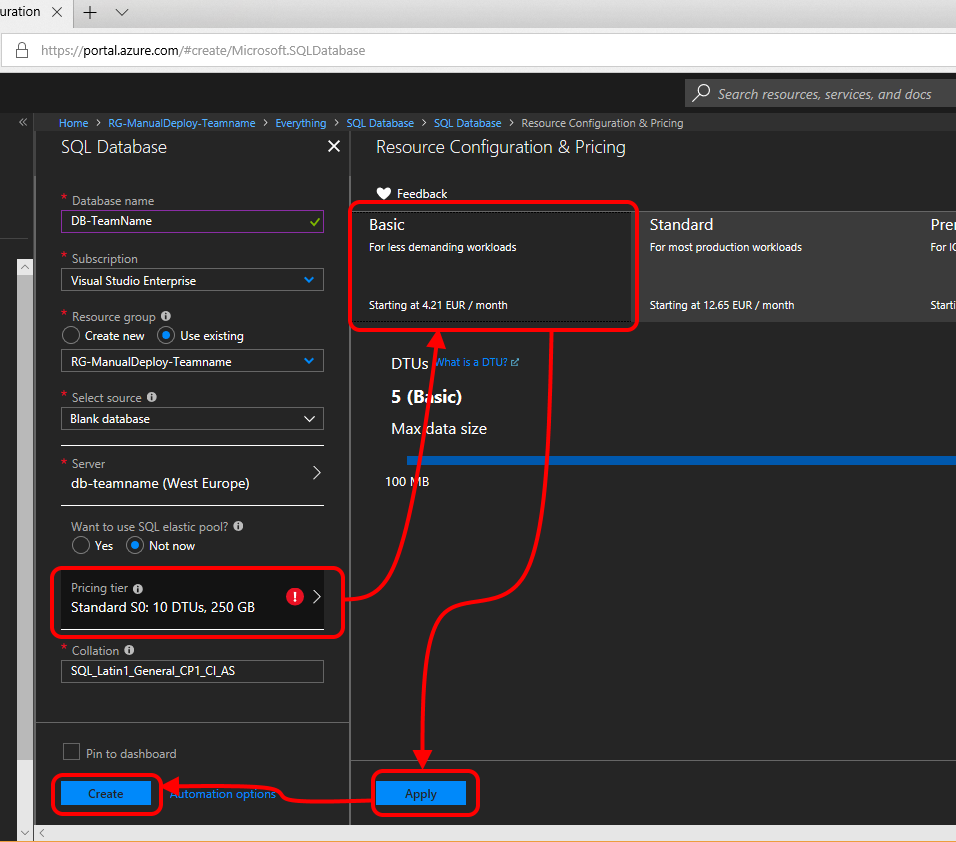 uration
https://portal.azure.com/#create/Microsoft.SQLDatabase
Search resources, services, and docs
Home > RG-ManualDeploy-Teamname > Everything > SQL Database > SQL Database > Resource Configuration & Pricing
SQL Database
* Database name
DB-TeamName
* Subscription
Visual Studio Enterprise
* Resource group
Create new
Use existing
RG-ManualDeploy-Teamname
* Select source
Blank database
* Server
db-teamname (West Europe)
Want to use SQL elastic pool?
Yes
Not now
Pricing tier
Standard S0: 10 DTUs, 250 GB
* Collation
SQL_Latin1_General_CP1_CI_AS
Pin to dashboard
Create
Automation options
Resource Configuration & Pricing
Feedback
Basic
For less demanding workloads
Starting at 4.21 EUR / month
Standard
For most production workloads
Starting at 12.65 EUR / month
Prer
For IO
Starti
DTUs What is a DTU?
5 (Basic)
Max data size
100 MB
Apply